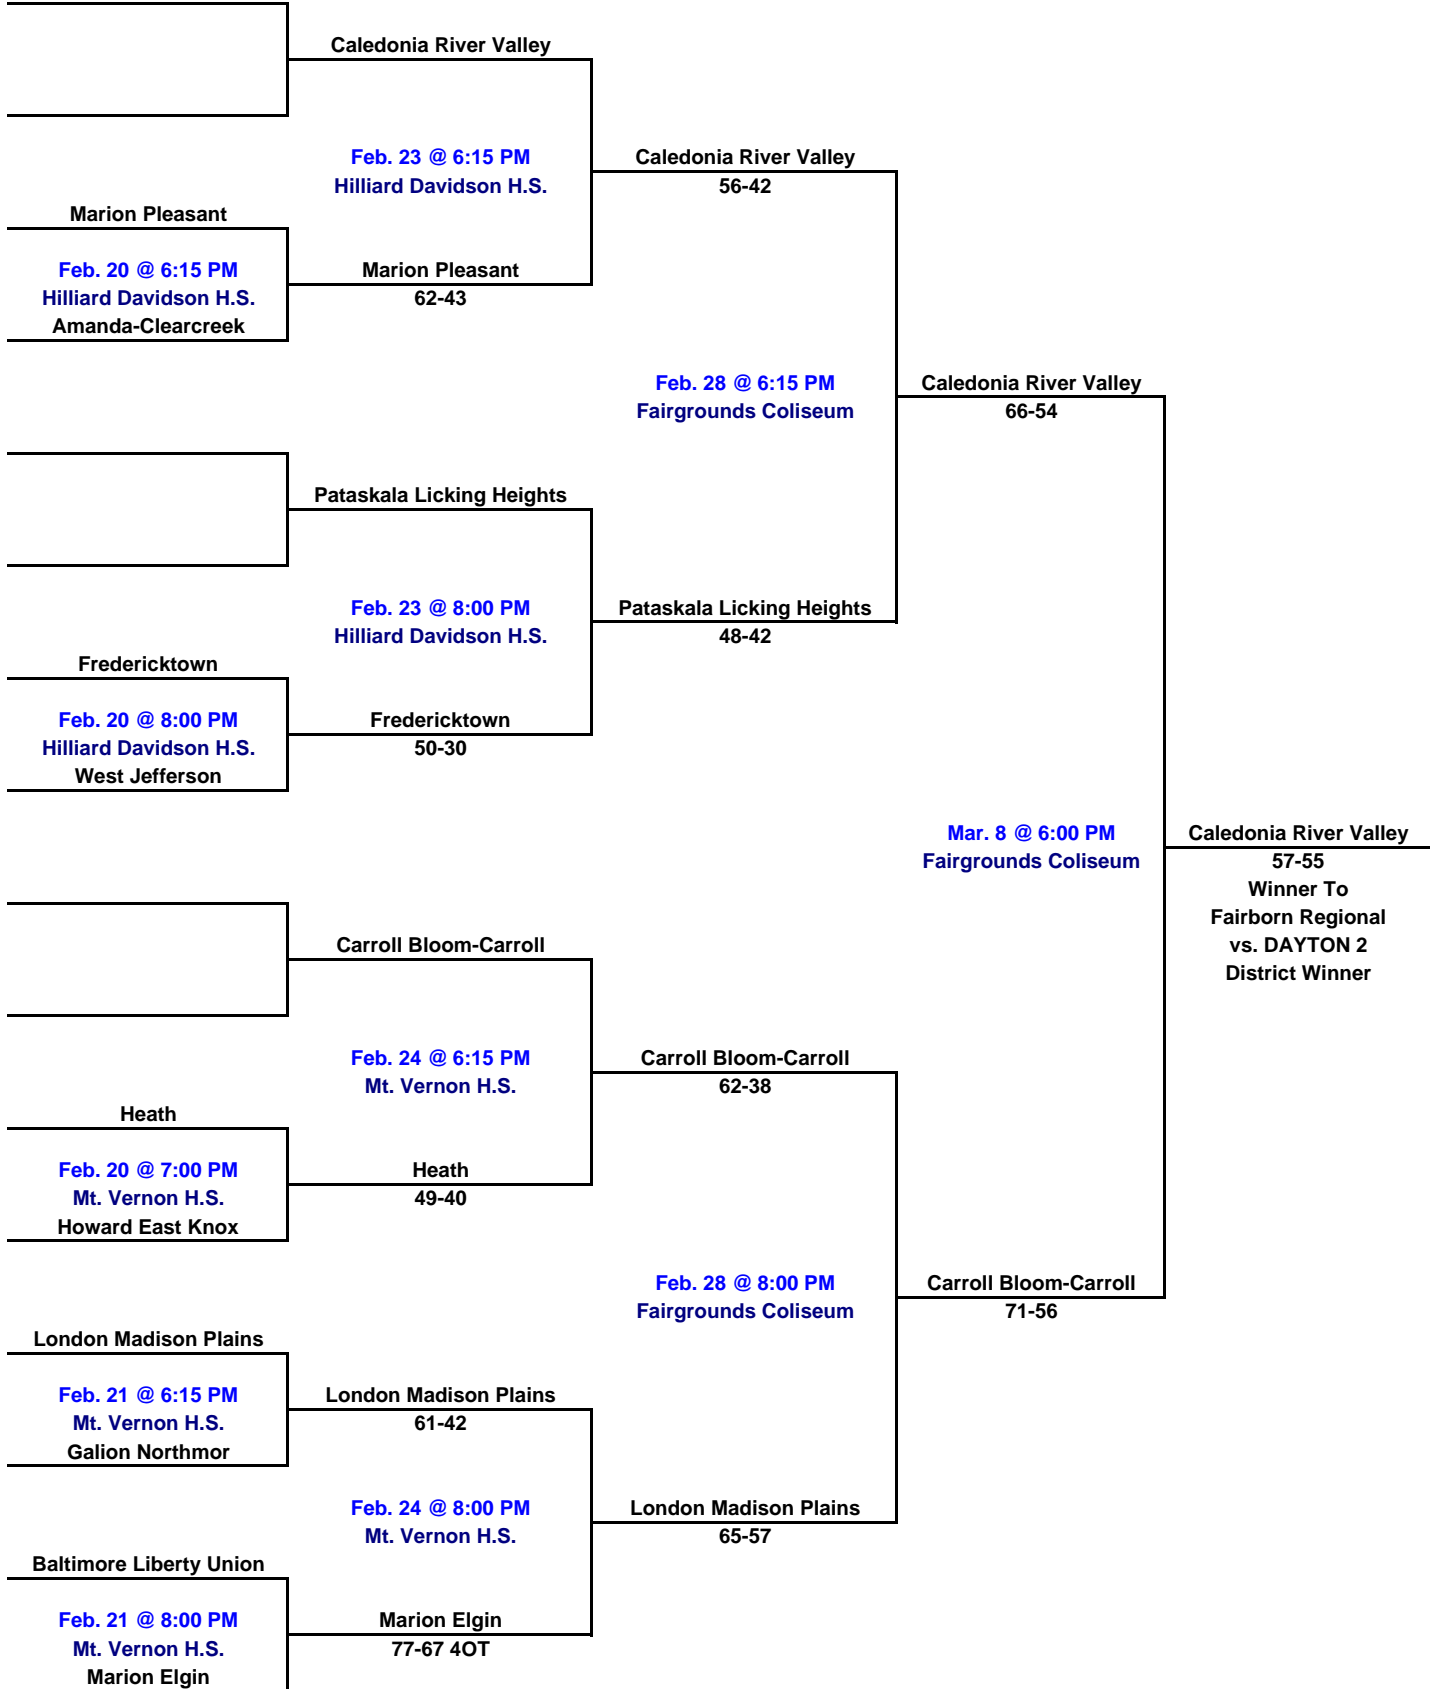 Caledonia River Valley
Feb. 23 @ 6:15 PM
Hilliard Davidson H.S.
Caledonia River Valley
56-42
Marion Pleasant
Feb. 20 @ 6:15 PM
Hilliard Davidson H.S.
Amanda-Clearcreek
Marion Pleasant
62-43
Feb. 28 @ 6:15 PM
Fairgrounds Coliseum
Caledonia River Valley
66-54
Pataskala Licking Heights
Feb. 23 @ 8:00 PM
Hilliard Davidson H.S.
Pataskala Licking Heights
48-42
Fredericktown
Feb. 20 @ 8:00 PM
Hilliard Davidson H.S.
West Jefferson
Fredericktown
50-30
Mar. 8 @ 6:00 PM
Fairgrounds Coliseum
Caledonia River Valley
57-55
Winner To
Fairborn Regional
vs. DAYTON 2
District Winner
Carroll Bloom-Carroll
Feb. 24 @ 6:15 PM
Mt. Vernon H.S.
Carroll Bloom-Carroll
62-38
Heath
Feb. 20 @ 7:00 PM
Mt. Vernon H.S.
Howard East Knox
Heath
49-40
Feb. 28 @ 8:00 PM
Fairgrounds Coliseum
Carroll Bloom-Carroll
71-56
London Madison Plains
Feb. 21 @ 6:15 PM
Mt. Vernon H.S.
Galion Northmor
London Madison Plains
61-42
Feb. 24 @ 8:00 PM
Mt. Vernon H.S.
London Madison Plains
65-57
Baltimore Liberty Union
Feb. 21 @ 8:00 PM
Mt. Vernon H.S.
Marion Elgin
Marion Elgin
77-67 4OT